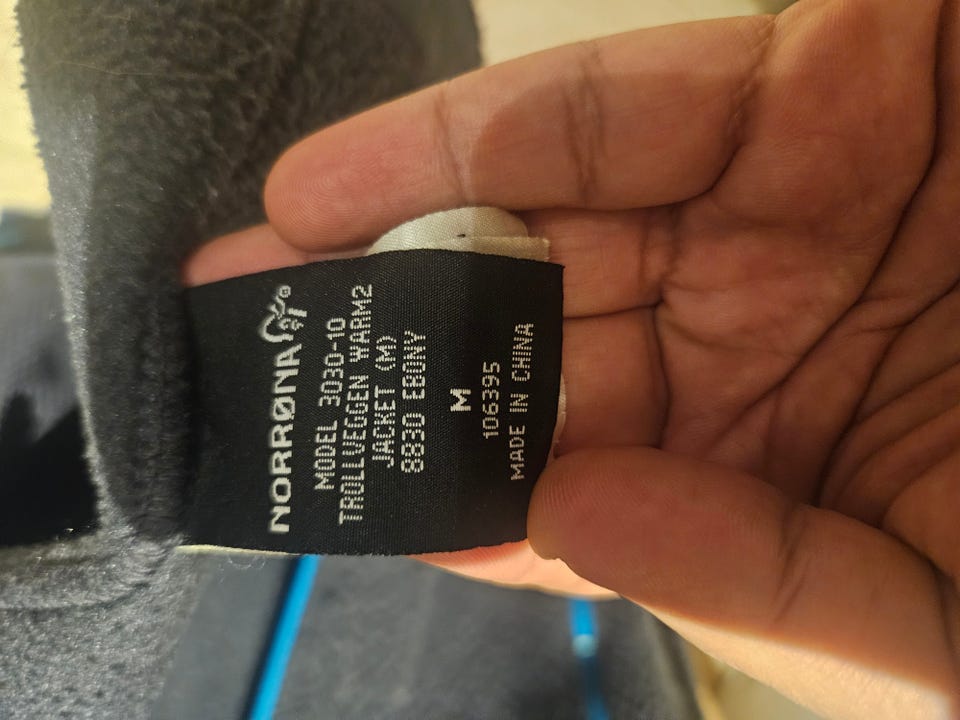 NORRØNA®
MODEL 3030-10
TROLLVEGGEN WARM2
JACKET (M)
8830 EBONY
M
106395
MADE IN CHINA